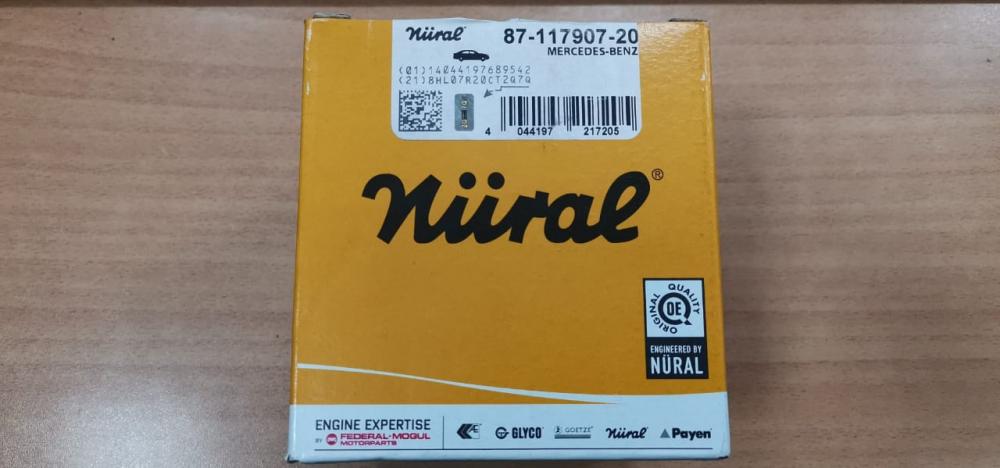 Nüral 87-117907-20
MERCEDES-BENZ
(01)14044197689542
(21)8HL07R20CT2Q7Q
4 044197 217205
Nüral®
ORIGINAL QUALITY
OE
ENGINEERED BY
NÜRAL
ENGINE EXPERTISE
BY FEDERAL-MOGUL
MOTORPARTS
AE GLYCO GOETZE Nüral Payen